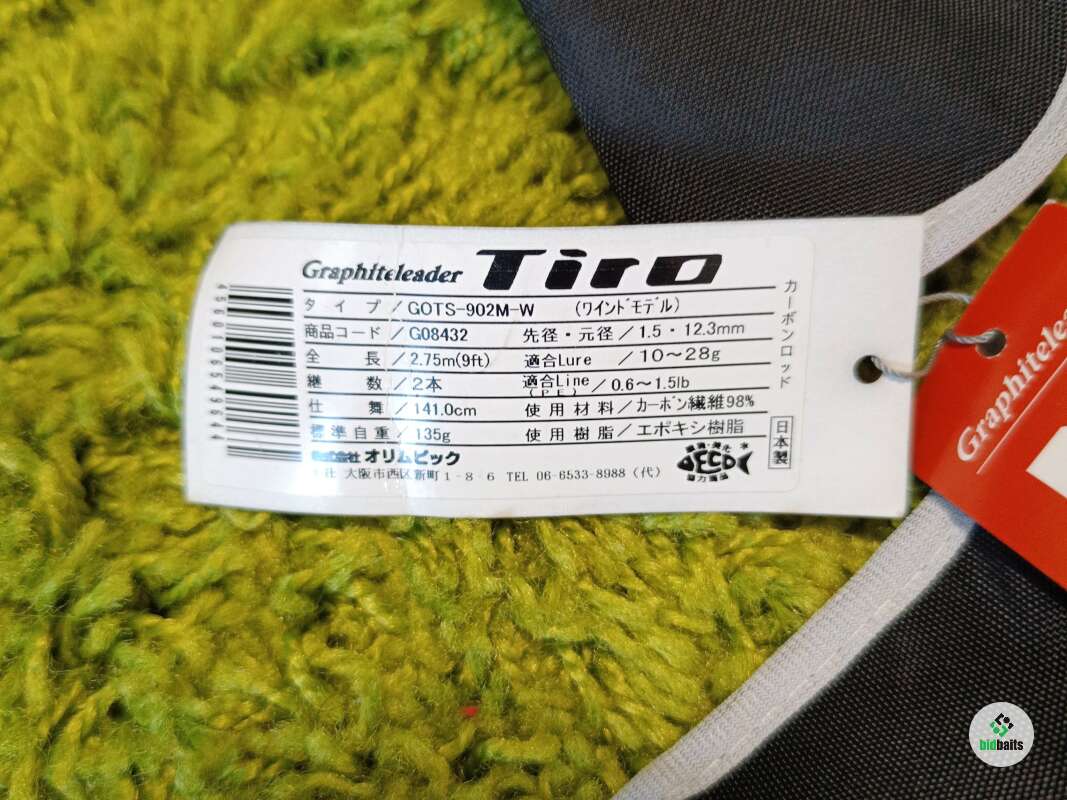 Graphiteleader Tiro
タイプ/GOTS-902M-W (ワインドモデル)
商品コード/G08432 先径・元径/1.5・12.3mm
全長/2.75m(9ft) 適合Lure/10〜28g
継数/2本 適合Line(PE)/0.6〜1.5lb
仕舞/141.0cm 使用材料/カーボン繊維98%
標準自重/135g 使用樹脂/エポキシ樹脂
株式会社 オリムピック
本社 大阪市西区新町1-8-6 TEL 06-6533-8988(代)
カーボンロッド
日本製
ECO
4560106549644
Graphitelea
bidbaits